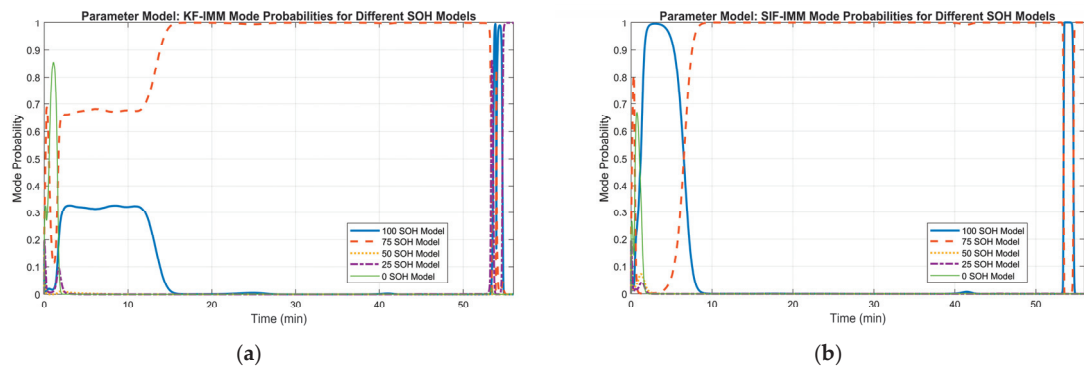 Parameter Model: KF-IMM Mode Probabilities for Different SOH Models
1
0.9
0.8
0.7
0.6
0.5
0.4
0.3
0.2
0.1
0
Mode Probability
0
10
20
30
40
50
Time (min)
100 SOH Model
75 SOH Model
50 SOH Model
25 SOH Model
0 SOH Model
(a)
Parameter Model: SIF-IMM Mode Probabilities for Different SOH Models
1
0.9
0.8
0.7
0.6
0.5
0.4
0.3
0.2
0.1
0
Mode Probability
0
10
20
30
40
50
Time (min)
100 SOH Model
75 SOH Model
50 SOH Model
25 SOH Model
0 SOH Model
(b)